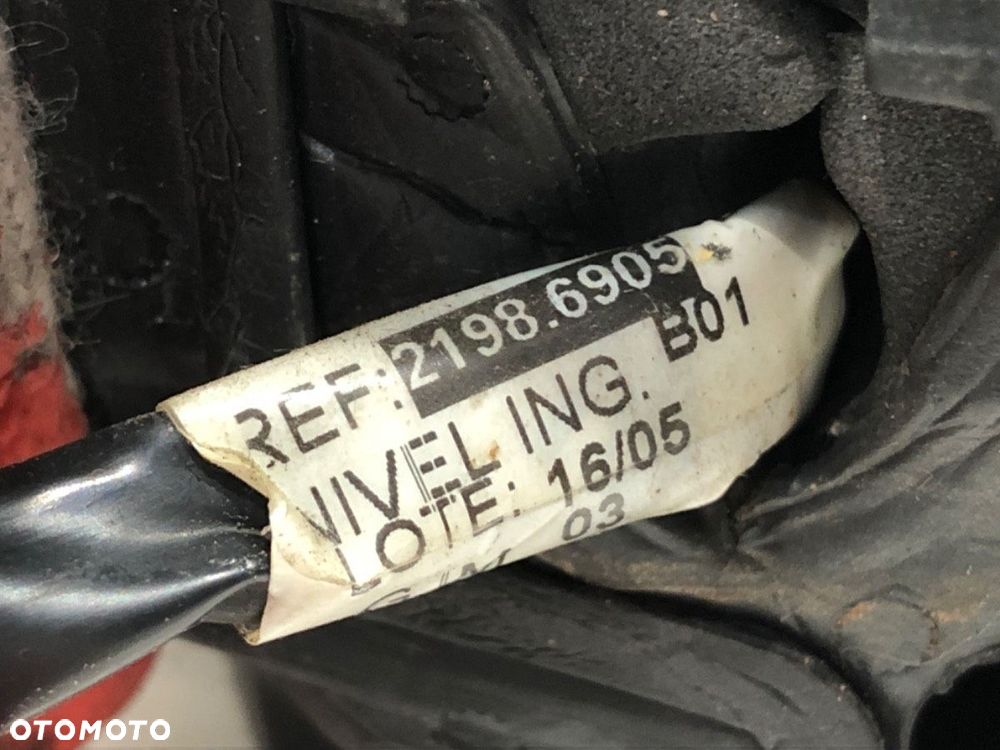 REF: 2198.6905
NIVEL ING. B01
LOTE: 16/05
03
OTOMOTO